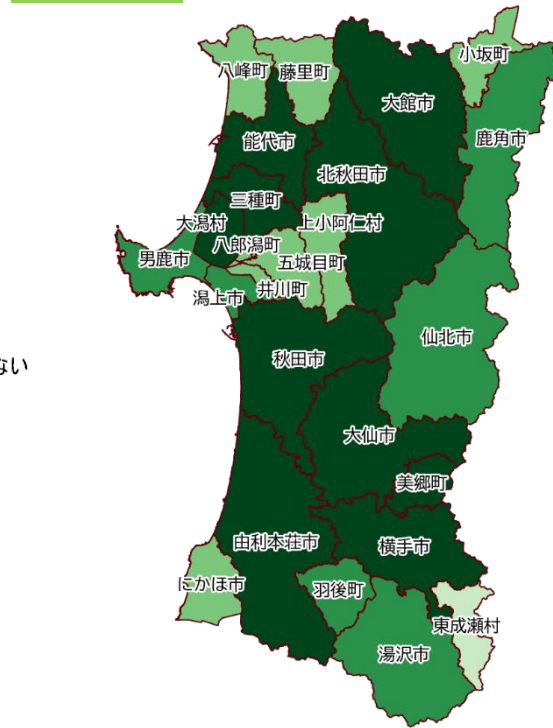 小坂町
八峰町
藤里町
大館市
鹿角市
能代市
北秋田市
三種町
大潟村
上小阿仁村
八郎潟町
男鹿市
五城目町
井川町
潟上市
仙北市
秋田市
ない
大仙市
美郷町
由利本荘市
横手市
にかほ市
羽後町
東成瀬村
湯沢市